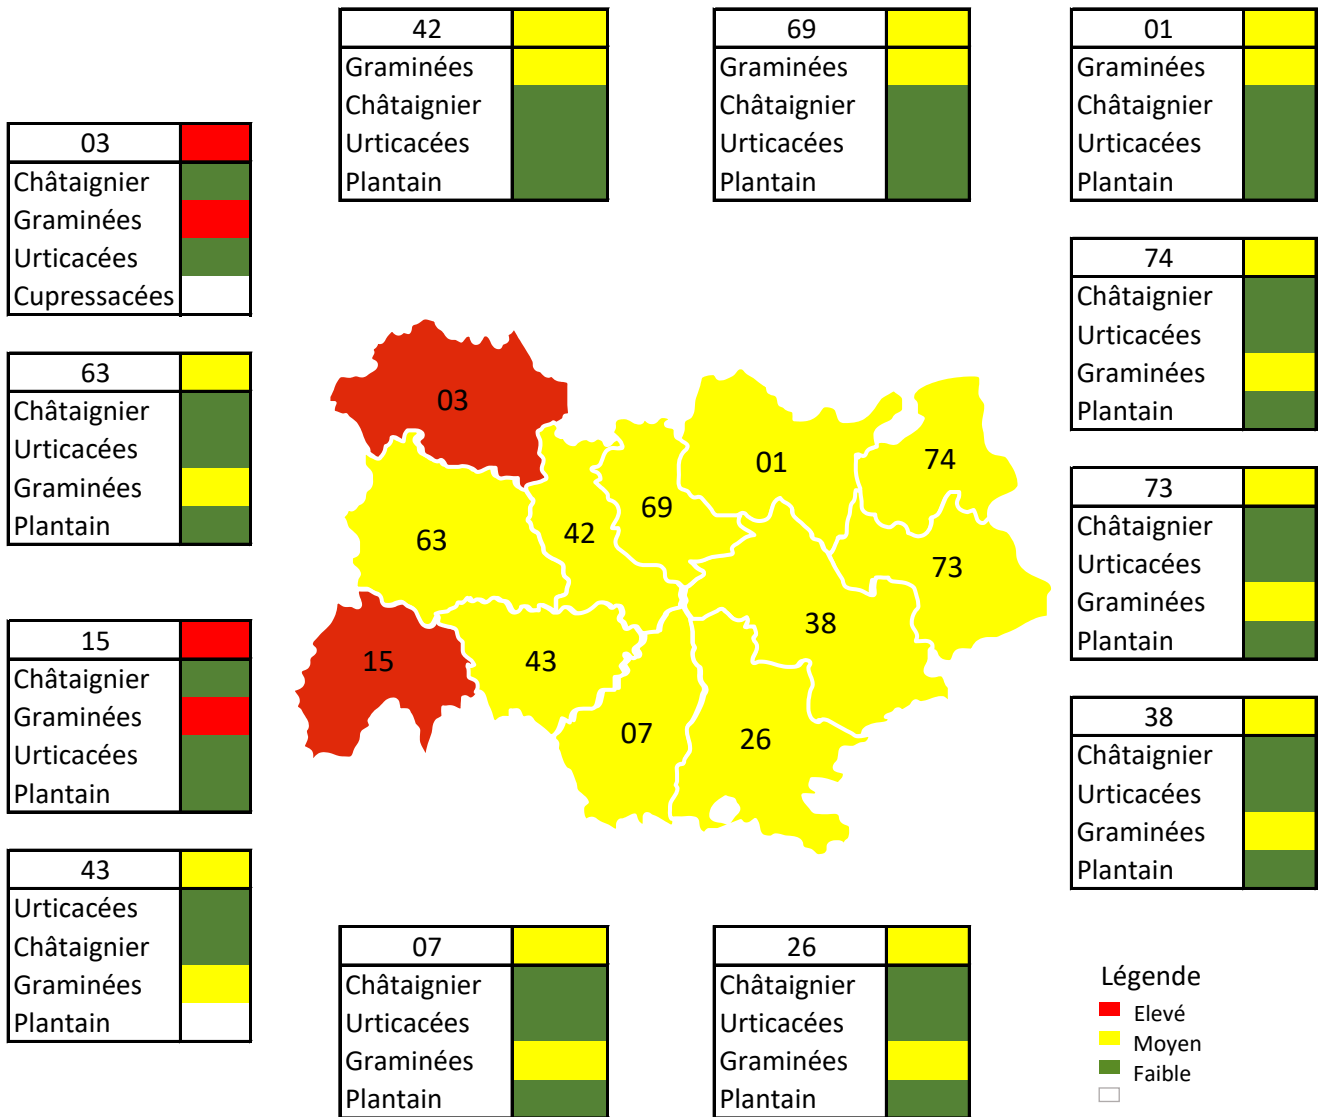 42
Graminées
Châtaignier
Urticacées
Plantain
69
Graminées
Châtaignier
Urticacées
Plantain
01
Graminées
Châtaignier
Urticacées
Plantain
03
Châtaignier
Graminées
Urticacées
Cupressacées
74
Châtaignier
Urticacées
Graminées
Plantain
63
Châtaignier
Urticacées
Graminées
Plantain
73
Châtaignier
Urticacées
Graminées
Plantain
15
Châtaignier
Graminées
Urticacées
Plantain
38
Châtaignier
Urticacées
Graminées
Plantain
43
Urticacées
Châtaignier
Graminées
Plantain
07
Châtaignier
Urticacées
Graminées
Plantain
26
Châtaignier
Urticacées
Graminées
Plantain
03
01
74
69
42
63
73
38
15
43
07
26
Légende
Elevé
Moyen
Faible